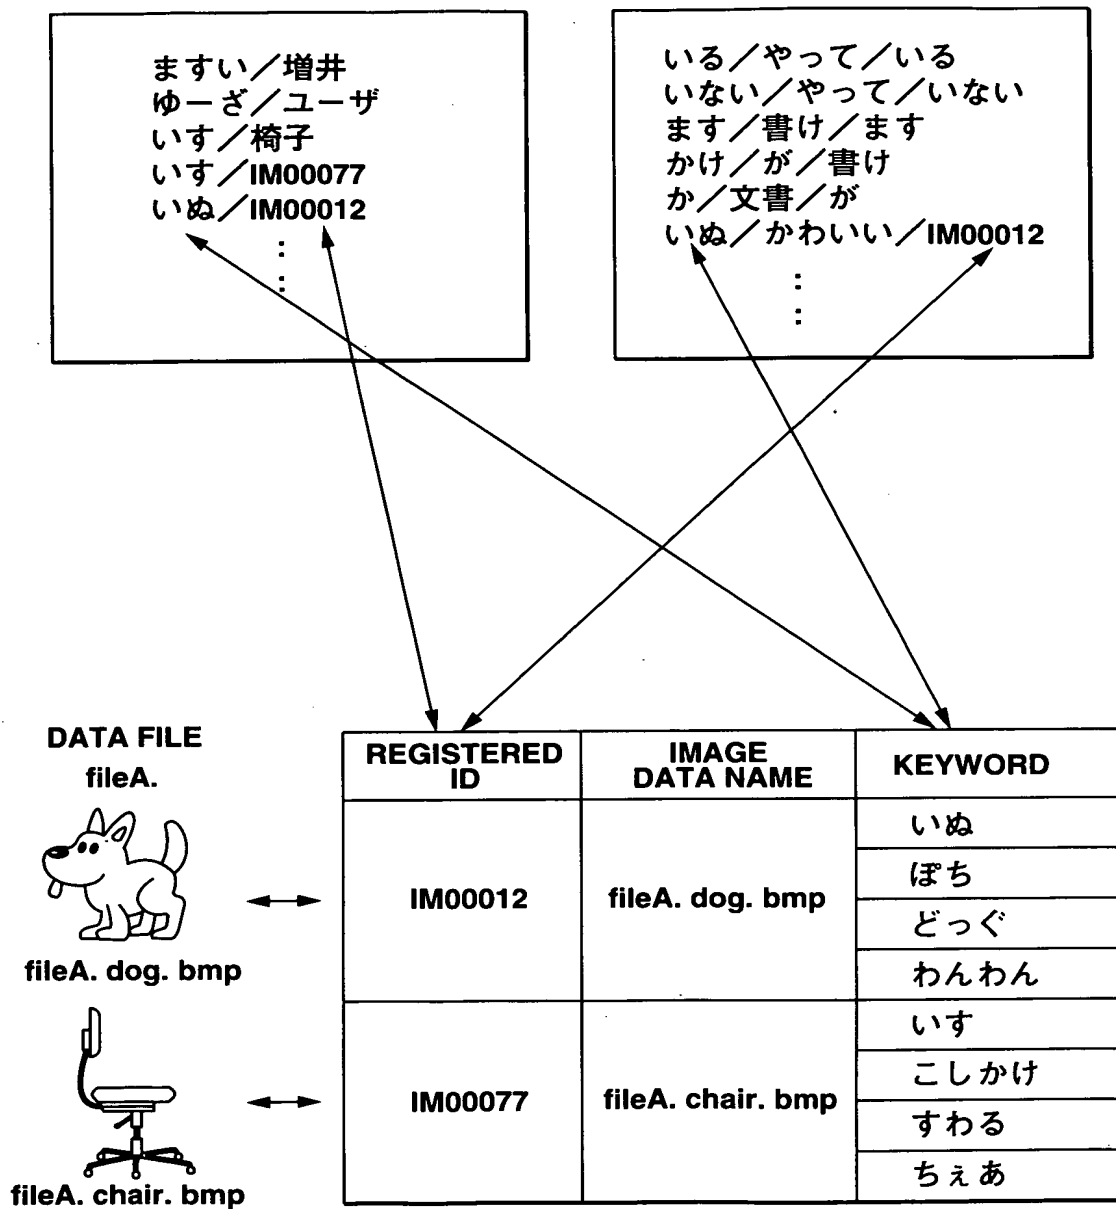 ますい/増井
ゆーざ/ユーザ
いす/椅子
いす/IM00077
いぬ/IM00012
いる/やって/いる
いない/やって/いない
ます/書け/ます
かけ/が/書け
か/文書/が
いぬ/かわいい/IM00012
DATA FILE
fileA.
fileA. dog. bmp
fileA. chair. bmp
REGISTERED
ID
IMAGE
DATA NAME
KEYWORD
IM00012
fileA. dog. bmp
いぬ
ぽち
どっぐ
わんわん
IM00077
fileA. chair. bmp
いす
こしかけ
すわる
ちぇあ